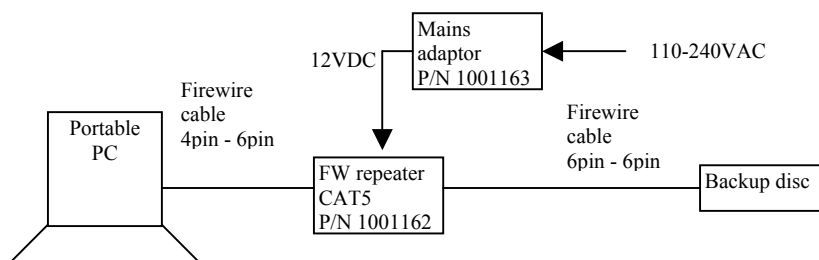 Mains
adaptor
P/N 1001163
12VDC
110-240VAC
Firewire
cable
4pin - 6pin
Firewire
cable
6pin - 6pin
Portable
PC
FW repeater
CAT5
P/N 1001162
Backup disc